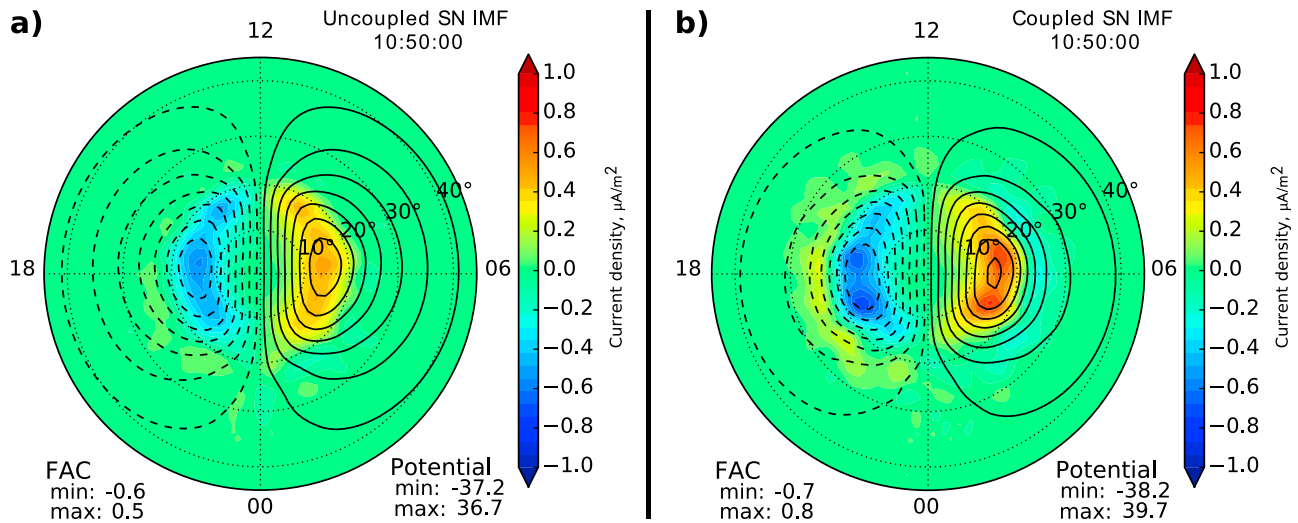 a)
Uncoupled SN IMF
10:50:00
12
18
06
00
10°
20°
30°
40°
1.0
0.8
0.6
0.4
0.2
0.0
−0.2
−0.4
−0.6
−0.8
−1.0
Current density, μA/m²
FAC
min: -0.6
max: 0.5
Potential
min: -37.2
max: 36.7
b)
Coupled SN IMF
10:50:00
12
18
06
00
10°
20°
30°
40°
1.0
0.8
0.6
0.4
0.2
0.0
−0.2
−0.4
−0.6
−0.8
−1.0
Current density, μA/m²
FAC
min: -0.7
max: 0.8
Potential
min: -38.2
max: 39.7